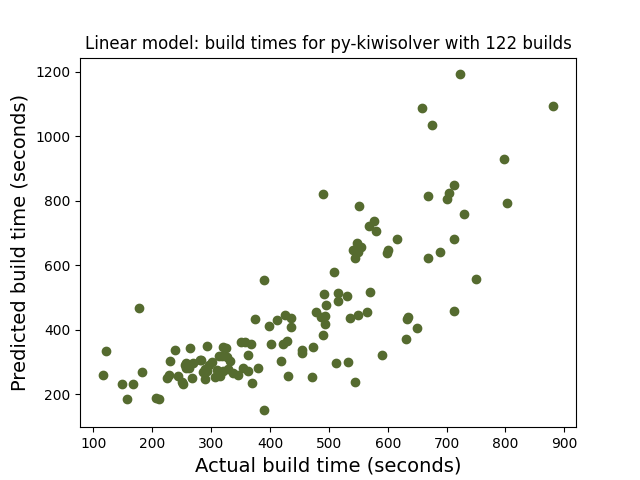 Linear model: build times for py-kiwisolver with 122 builds
1200
1000
800
600
400
200
Predicted build time (seconds)
100 200 300 400 500 600 700 800 900
Actual build time (seconds)